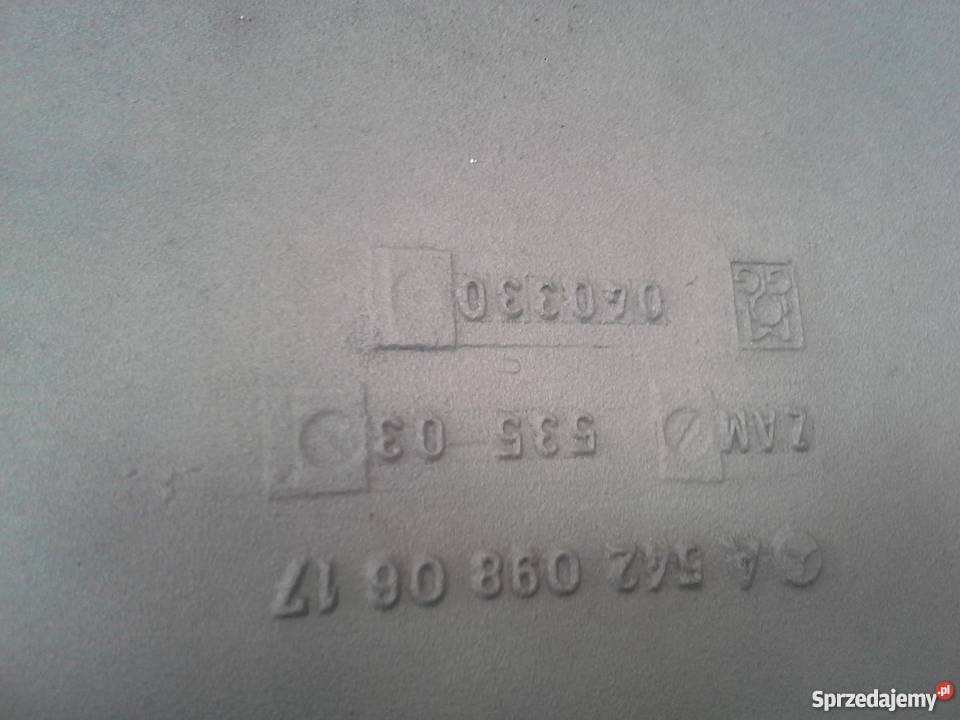 A 542 098 06 17
ZAM 535 03
040330
Sprzedajemy.pl